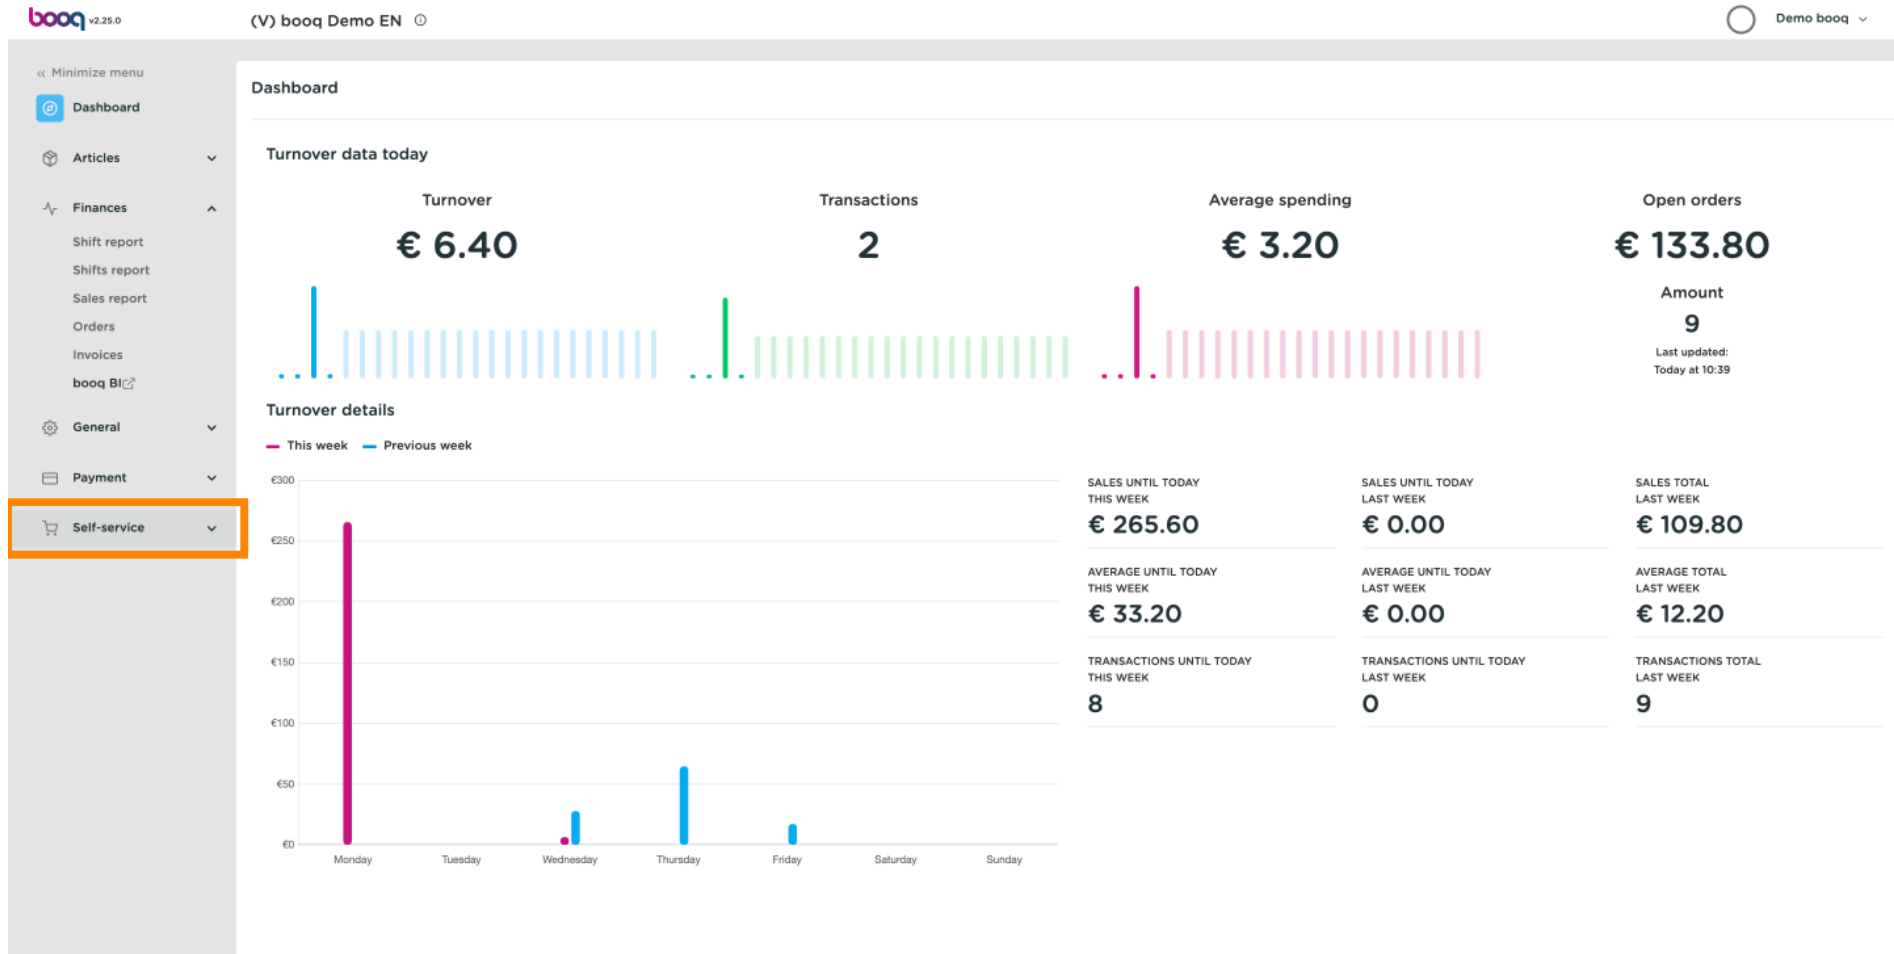 booq v2.25.0
(V) booq Demo EN
Demo booq
Minimize menu
Dashboard
Articles
Finances
Shift report
Shifts report
Sales report
Orders
Invoices
booq BI
General
Payment
Self-service
Dashboard
Turnover data today
Turnover
€ 6.40
Transactions
2
Average spending
€ 3.20
Open orders
€ 133.80
Amount
9
Last updated:
Today at 10:39
Turnover details
This week
Previous week
€300
€250
€200
€150
€100
€50
€0
Monday
Tuesday
Wednesday
Thursday
Friday
Saturday
Sunday
SALES UNTIL TODAY
THIS WEEK
€ 265.60
SALES UNTIL TODAY
LAST WEEK
€ 0.00
SALES TOTAL
LAST WEEK
€ 109.80
AVERAGE UNTIL TODAY
THIS WEEK
€ 33.20
AVERAGE UNTIL TODAY
LAST WEEK
€ 0.00
AVERAGE TOTAL
LAST WEEK
€ 12.20
TRANSACTIONS UNTIL TODAY
THIS WEEK
8
TRANSACTIONS UNTIL TODAY
LAST WEEK
0
TRANSACTIONS TOTAL
LAST WEEK
9